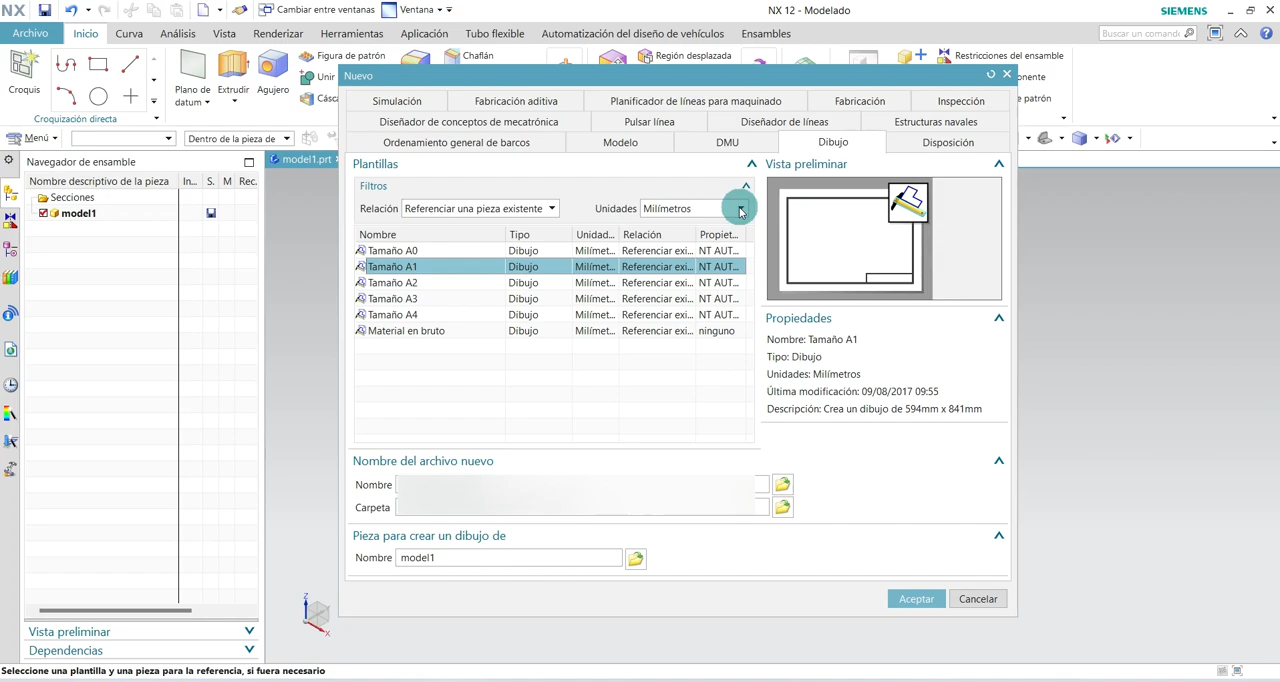 NX
Cambiar entre ventanas
Ventana
NX 12 - Modelado
SIEMENS
Archivo
Inicio
Curva
Análisis
Vista
Renderizar
Herramientas
Aplicación
Tubo flexible
Automatización del diseño de vehículos
Ensambles
Buscar un comando
Croquis
Croquización directa
Plano de datum
Extrudir
Agujero
Figura de patrón
Unir
Chaflán
Región desplazada
Restricciones del ensamble
Menú
Dentro de la pieza de
Navegador de ensamble
Nombre descriptivo de la pieza
In...
S.
M
Rec.
Secciones
model1
model1.prt
Nuevo
Simulación
Fabricación aditiva
Planificador de líneas para maquinado
Fabricación
Inspección
Diseñador de conceptos de mecatrónica
Pulsar línea
Diseñador de líneas
Estructuras navales
Ordenamiento general de barcos
Modelo
DMU
Dibujo
Disposición
Plantillas
Filtros
Relación
Referenciar una pieza existente
Unidades
Milímetros
Nombre Tipo Unidad... Relación Propiet...
Tamaño A0 Dibujo Milímet... Referenciar exi... NT AUT...
Tamaño A1 Dibujo Milímet... Referenciar exi... NT AUT...
Tamaño A2 Dibujo Milímet... Referenciar exi... NT AUT...
Tamaño A3 Dibujo Milímet... Referenciar exi... NT AUT...
Tamaño A4 Dibujo Milímet... Referenciar exi... NT AUT...
Material en bruto Dibujo Milímet... Referenciar exi... ninguno
Vista preliminar
Propiedades
Nombre: Tamaño A1
Tipo: Dibujo
Unidades: Milímetros
Última modificación: 09/08/2017 09:55
Descripción: Crea un dibujo de 594mm x 841mm
Nombre del archivo nuevo
Nombre
Carpeta
Pieza para crear un dibujo de
Nombre
model1
Aceptar
Cancelar
Z
X
Vista preliminar
Dependencias
Seleccione una plantilla y una pieza para la referencia, si fuera necesario